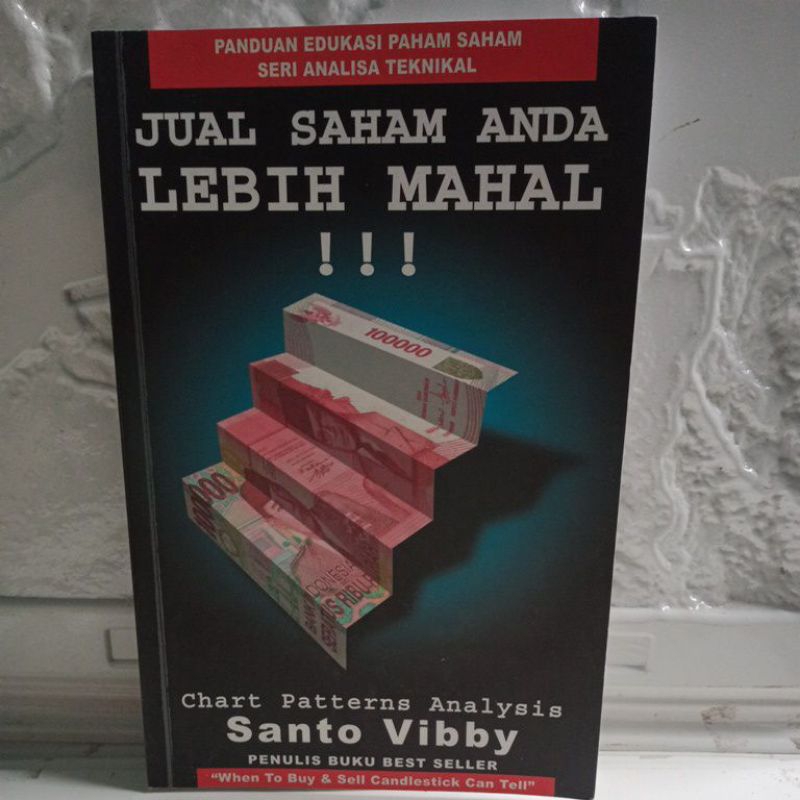 PANDUAN EDUKASI PAHAM SAHAM
SERI ANALISA TEKNIKAL
JUAL SAHAM ANDA
LEBIH MAHAL
!!!
100000
Chart Patterns Analysis
Santo Vibby
PENULIS BUKU BEST SELLER
"When To Buy & Sell Candlestick Can Tell"